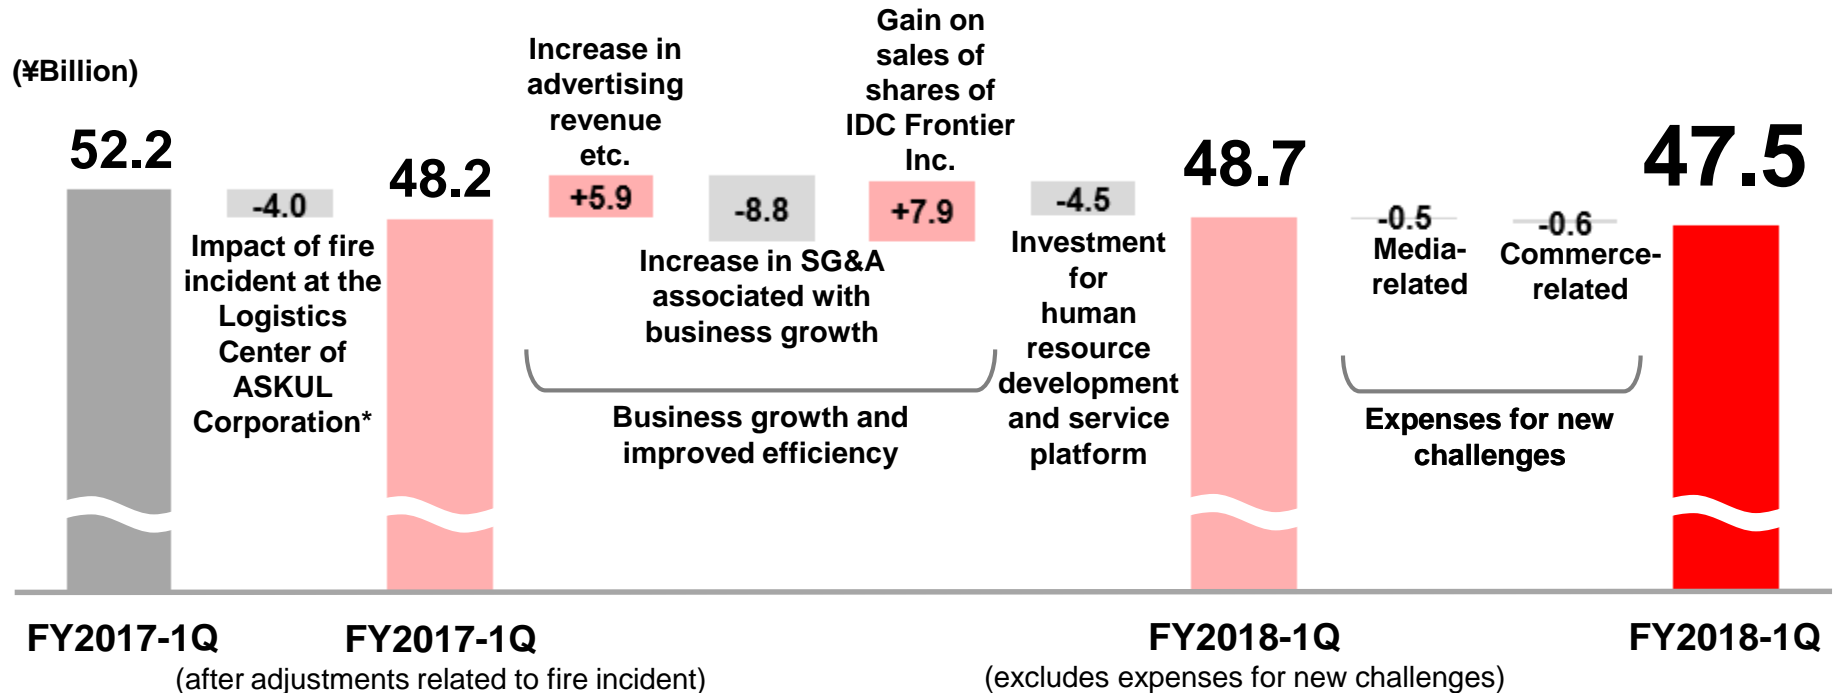 (¥Billion)
52.2
-4.0
Impact of fire
incident at the
Logistics
Center of
ASKUL
Corporation*
48.2
Increase in
advertising
revenue
etc.
+5.9
-8.8
Increase in SG&A
associated with
business growth
Gain on
sales of
shares of
IDC Frontier
Inc.
+7.9
Business growth and
improved efficiency
-4.5
Investment
for
human
resource
development
and service
platform
48.7
-0.5
Media-
related
-0.6
Commerce-
related
Expenses for new
challenges
47.5
FY2017-1Q
FY2017-1Q
(after adjustments related to fire incident)
FY2018-1Q
(excludes expenses for new challenges)
FY2018-1Q